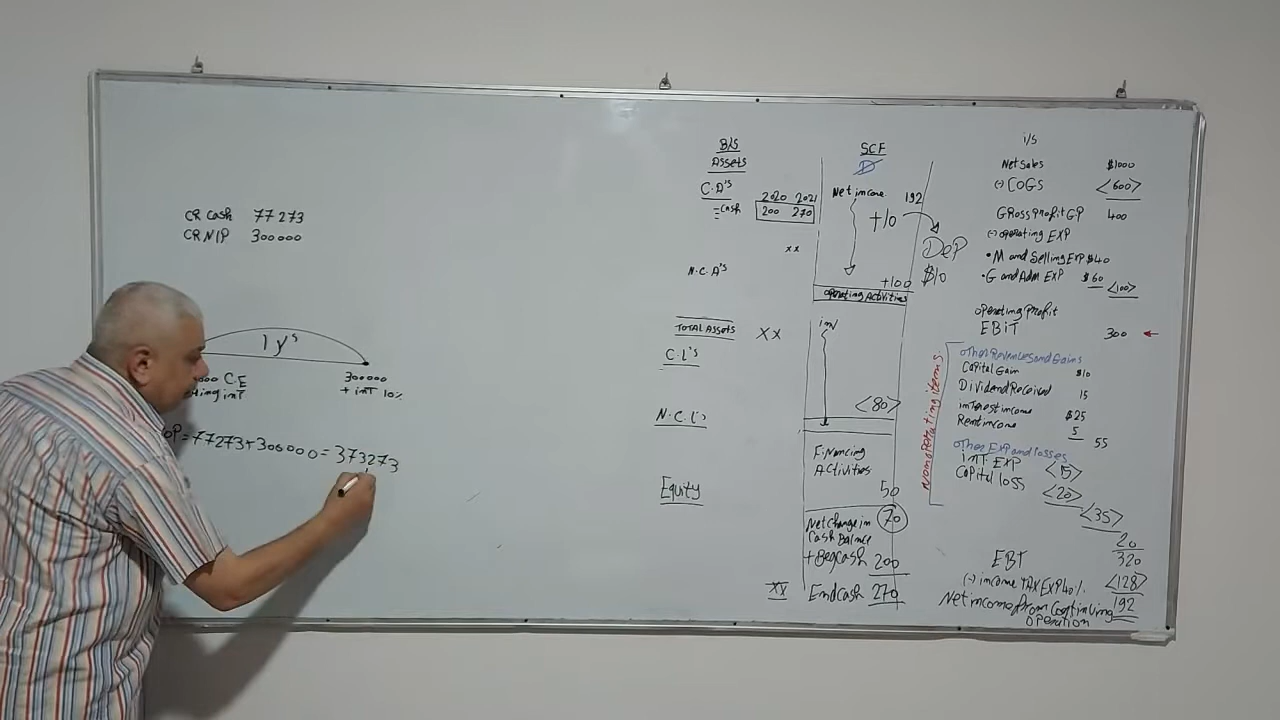 CR Cash 77 273
CR N/P 300000
1 y's
000 C.E
300000
ding inT
+ inT 10%
OP = 77273+300000 = 373273
B/S
Assets
C.A's
2020 2021
Cash 200 270
xx
N.C.A's
TOTAL Assets XX
C.L's
N.C.L's
Equity
XX
SCF
D
Net income 192
+10
Dep
$10
+100
operating Activities
inv
<80>
Financing
Activities
50
Net change in 70
Cash Balance
+ Beg cash 200
End cash 270
i/s
Net sales $1000
(-) COGS <600>
Gross Profit GP 400
(-) operating EXP
• M and Selling EXP $40
• G and Adm EXP $60 <100>
operating Profit
EBIT 300
Nonoperating items.
other Revenues and Gains
Capital Gain $10
Dividend Received 15
interest income $25
Rent income 5
55
other Exp and losses
INT EXP <15>
Capital loss <20>
<35>
20
EBT 320
(-) income TAX EXP 40% <128>
Net income from Continuing 192
operation